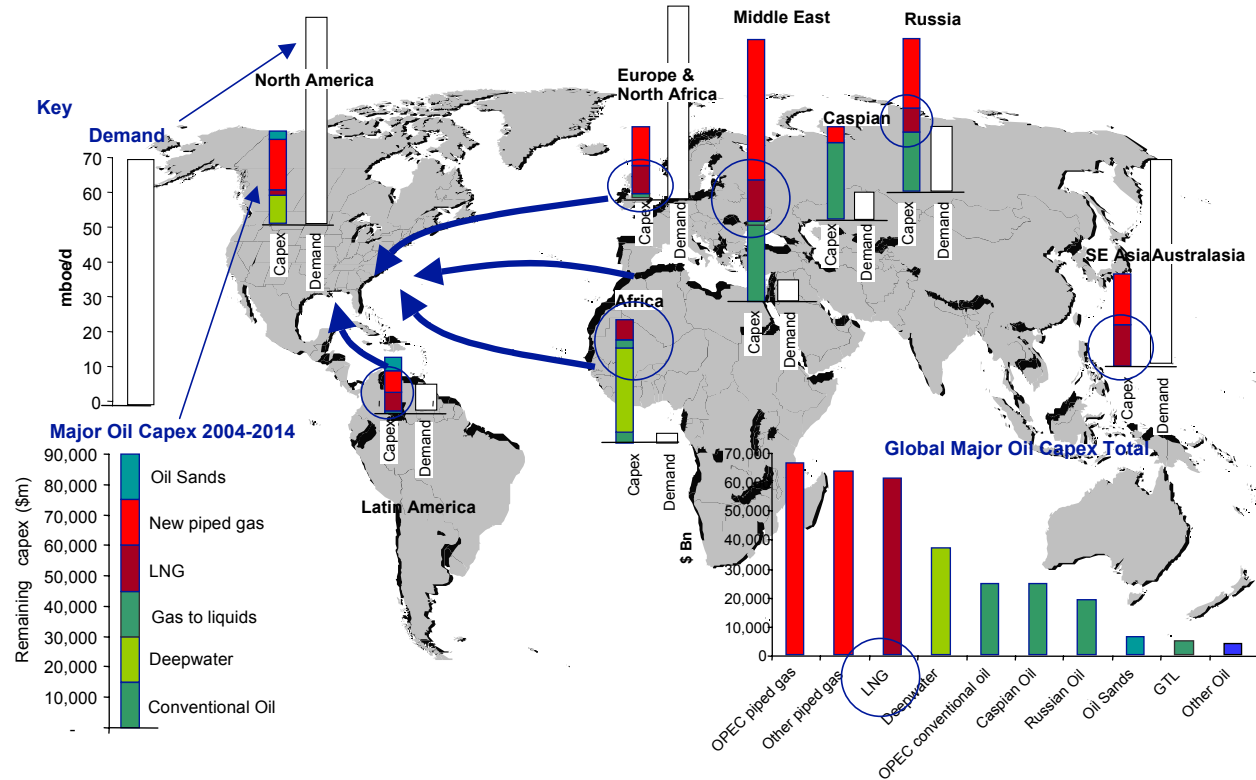 Middle East
Russia
North America
Europe &
North Africa
Key
Caspian
Demand
70
60
50
40
30
20
10
0
mboe/d
Capex
Demand
Capex
Demand
Capex
Demand
Capex
Demand
Capex
Demand
SE AsiaAustralasia
Capex
Demand
Africa
Capex
Demand
Capex
Demand
Latin America
Major Oil Capex 2004-2014
90,000
80,000
70,000
60,000
50,000
40,000
30,000
20,000
10,000
-
Remaining capex ($m)
Oil Sands
New piped gas
LNG
Gas to liquids
Deepwater
Conventional Oil
Global Major Oil Capex Total
70,000
60,000
50,000
40,000
30,000
20,000
10,000
0
$ Bn
OPEC piped gas
Other piped gas
LNG
Deepwater
OPEC conventional oil
Caspian Oil
Russian Oil
Oil Sands
GTL
Other Oil